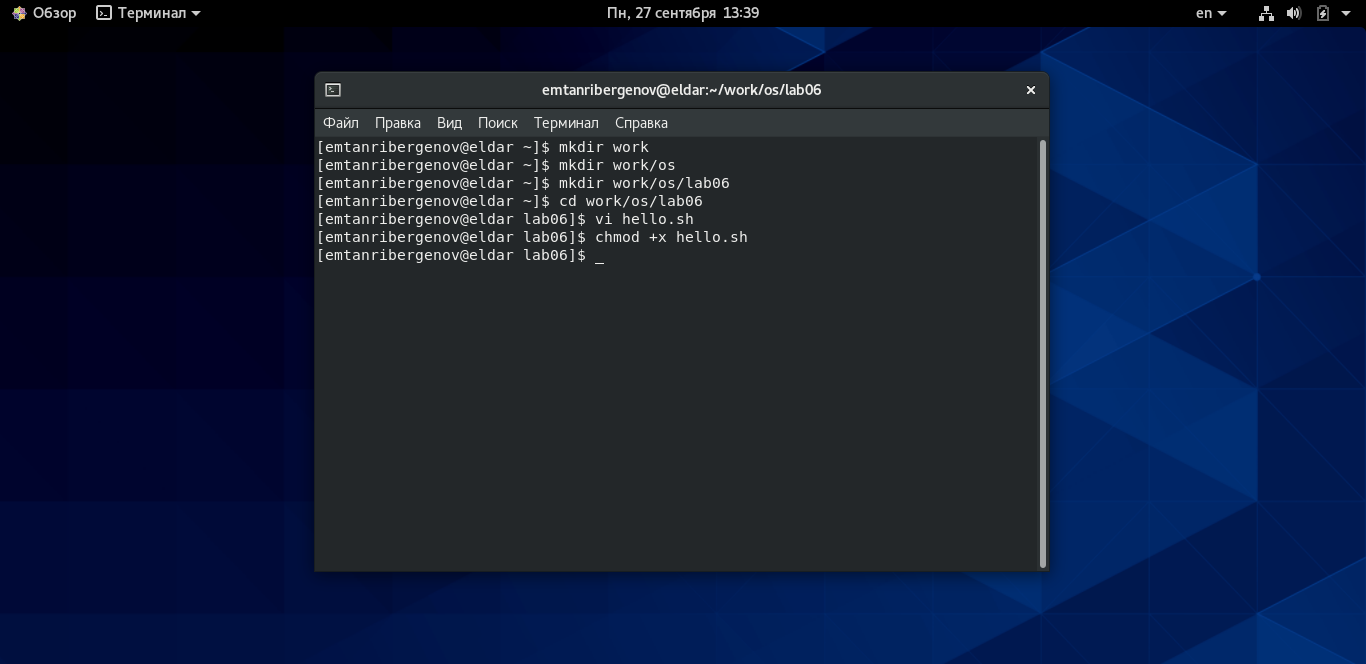 Обзор Терминал Пн, 27 сентября 13:39 en
emtanribergenov@eldar:~/work/os/lab06
Файл Правка Вид Поиск Терминал Справка
[emtanribergenov@eldar ~]$ mkdir work
[emtanribergenov@eldar ~]$ mkdir work/os
[emtanribergenov@eldar ~]$ mkdir work/os/lab06
[emtanribergenov@eldar ~]$ cd work/os/lab06
[emtanribergenov@eldar lab06]$ vi hello.sh
[emtanribergenov@eldar lab06]$ chmod +x hello.sh
[emtanribergenov@eldar lab06]$ _